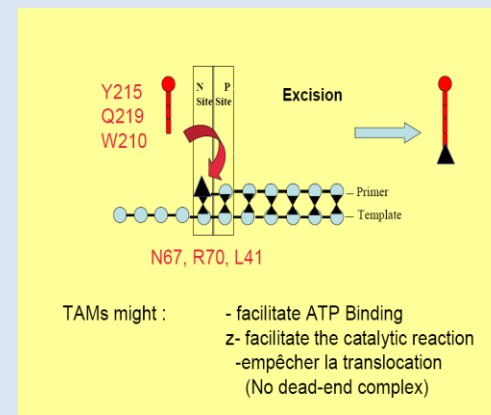 Y215
Q219
W210
N P
Site Site
Excision
Primer
Template
N67, R70, L41
TAMs might : - facilitate ATP Binding
z- facilitate the catalytic reaction
-empêcher la translocation
(No dead-end complex)